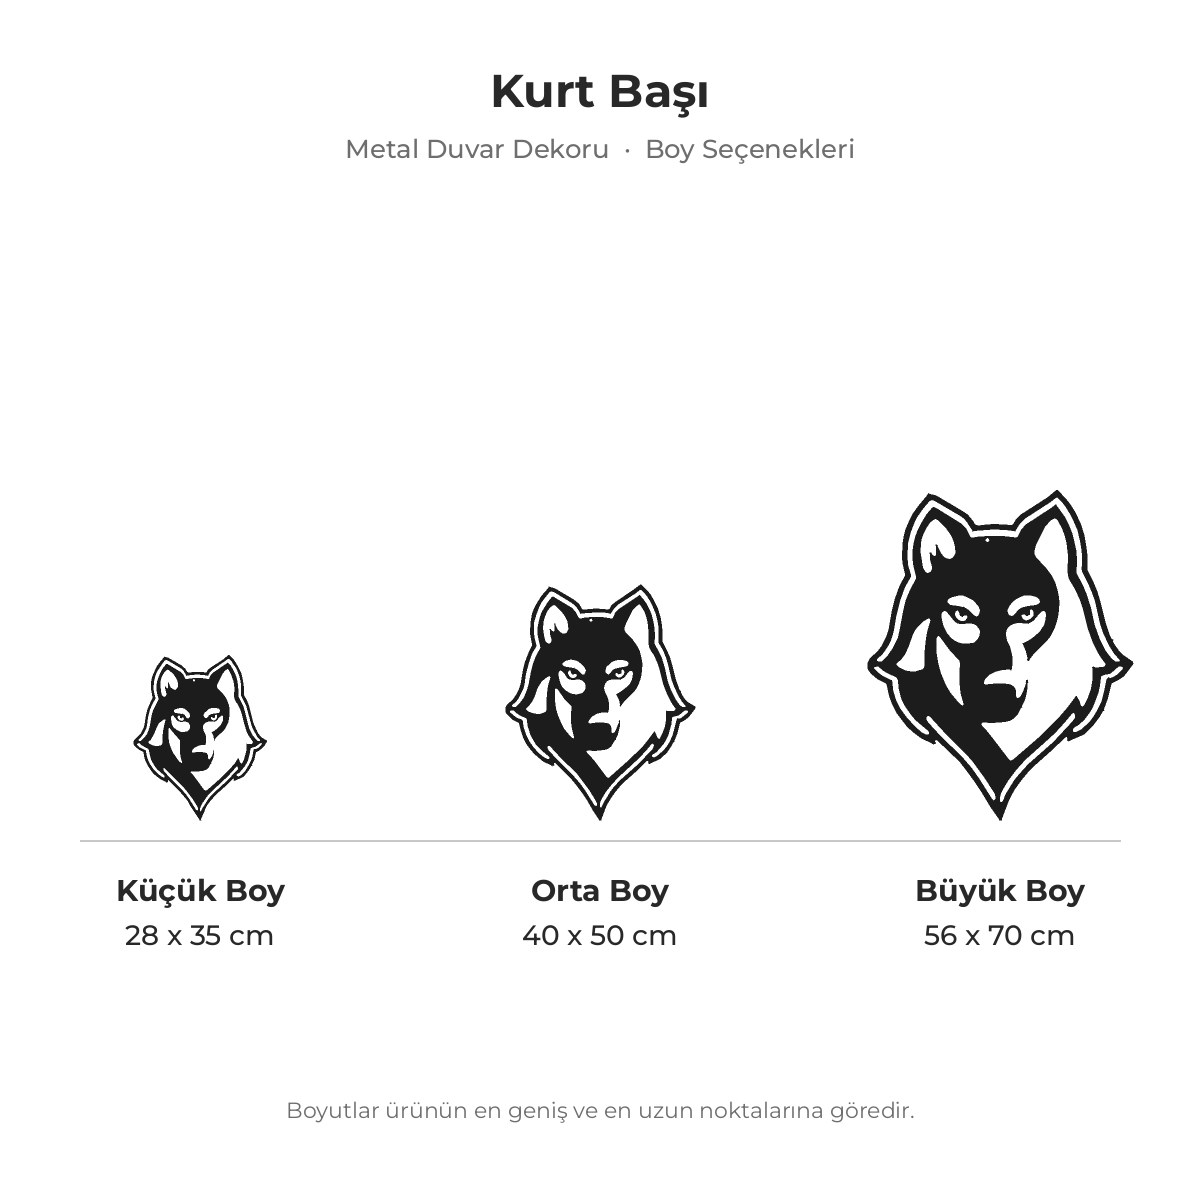 Kurt Başı
Metal Duvar Dekoru · Boy Seçenekleri
Küçük Boy
28 x 35 cm
Orta Boy
40 x 50 cm
Büyük Boy
56 x 70 cm
Boyutlar ürünün en geniş ve en uzun noktalarına göredir.